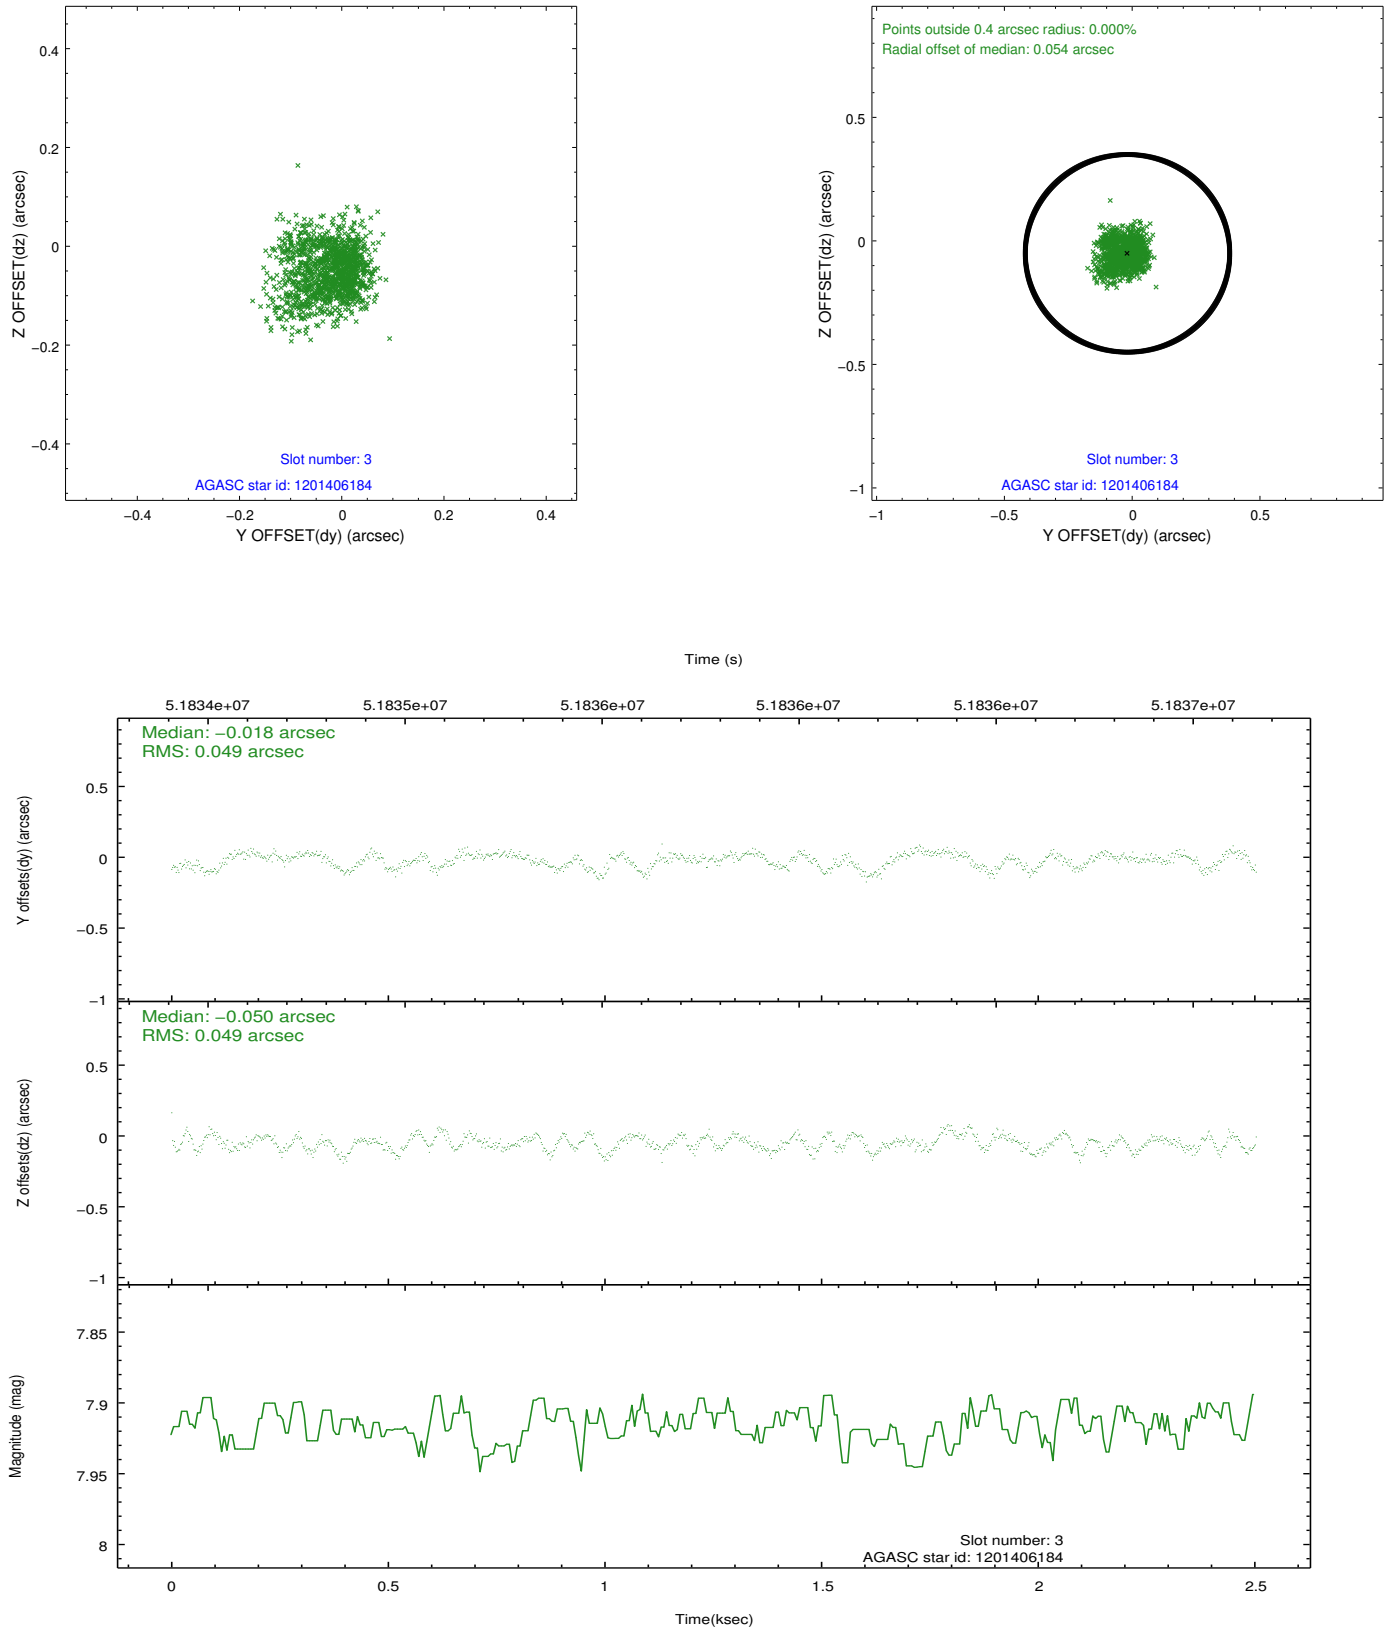 0.4
0.2
0
−0.2
−0.4
Z OFFSET(dz) (arcsec)
Slot number: 3
AGASC star id: 1201406184
−0.4 −0.2 0 0.2 0.4
Y OFFSET(dy) (arcsec)
Points outside 0.4 arcsec radius: 0.000%
Radial offset of median: 0.054 arcsec
0.5
0
−0.5
−1
Z OFFSET(dz) (arcsec)
Slot number: 3
AGASC star id: 1201406184
−1 −0.5 0 0.5
Y OFFSET(dy) (arcsec)
Time (s)
5.1834e+07 5.1835e+07 5.1836e+07 5.1836e+07 5.1836e+07 5.1837e+07
Median: −0.018 arcsec
RMS: 0.049 arcsec
0.5
0
−0.5
−1
Y offsets(dy) (arcsec)
Median: −0.050 arcsec
RMS: 0.049 arcsec
0.5
0
−0.5
−1
Z offsets(dz) (arcsec)
7.85
7.9
7.95
8
Magnitude (mag)
Slot number: 3
AGASC star id: 1201406184
0 0.5 1 1.5 2 2.5
Time(ksec)